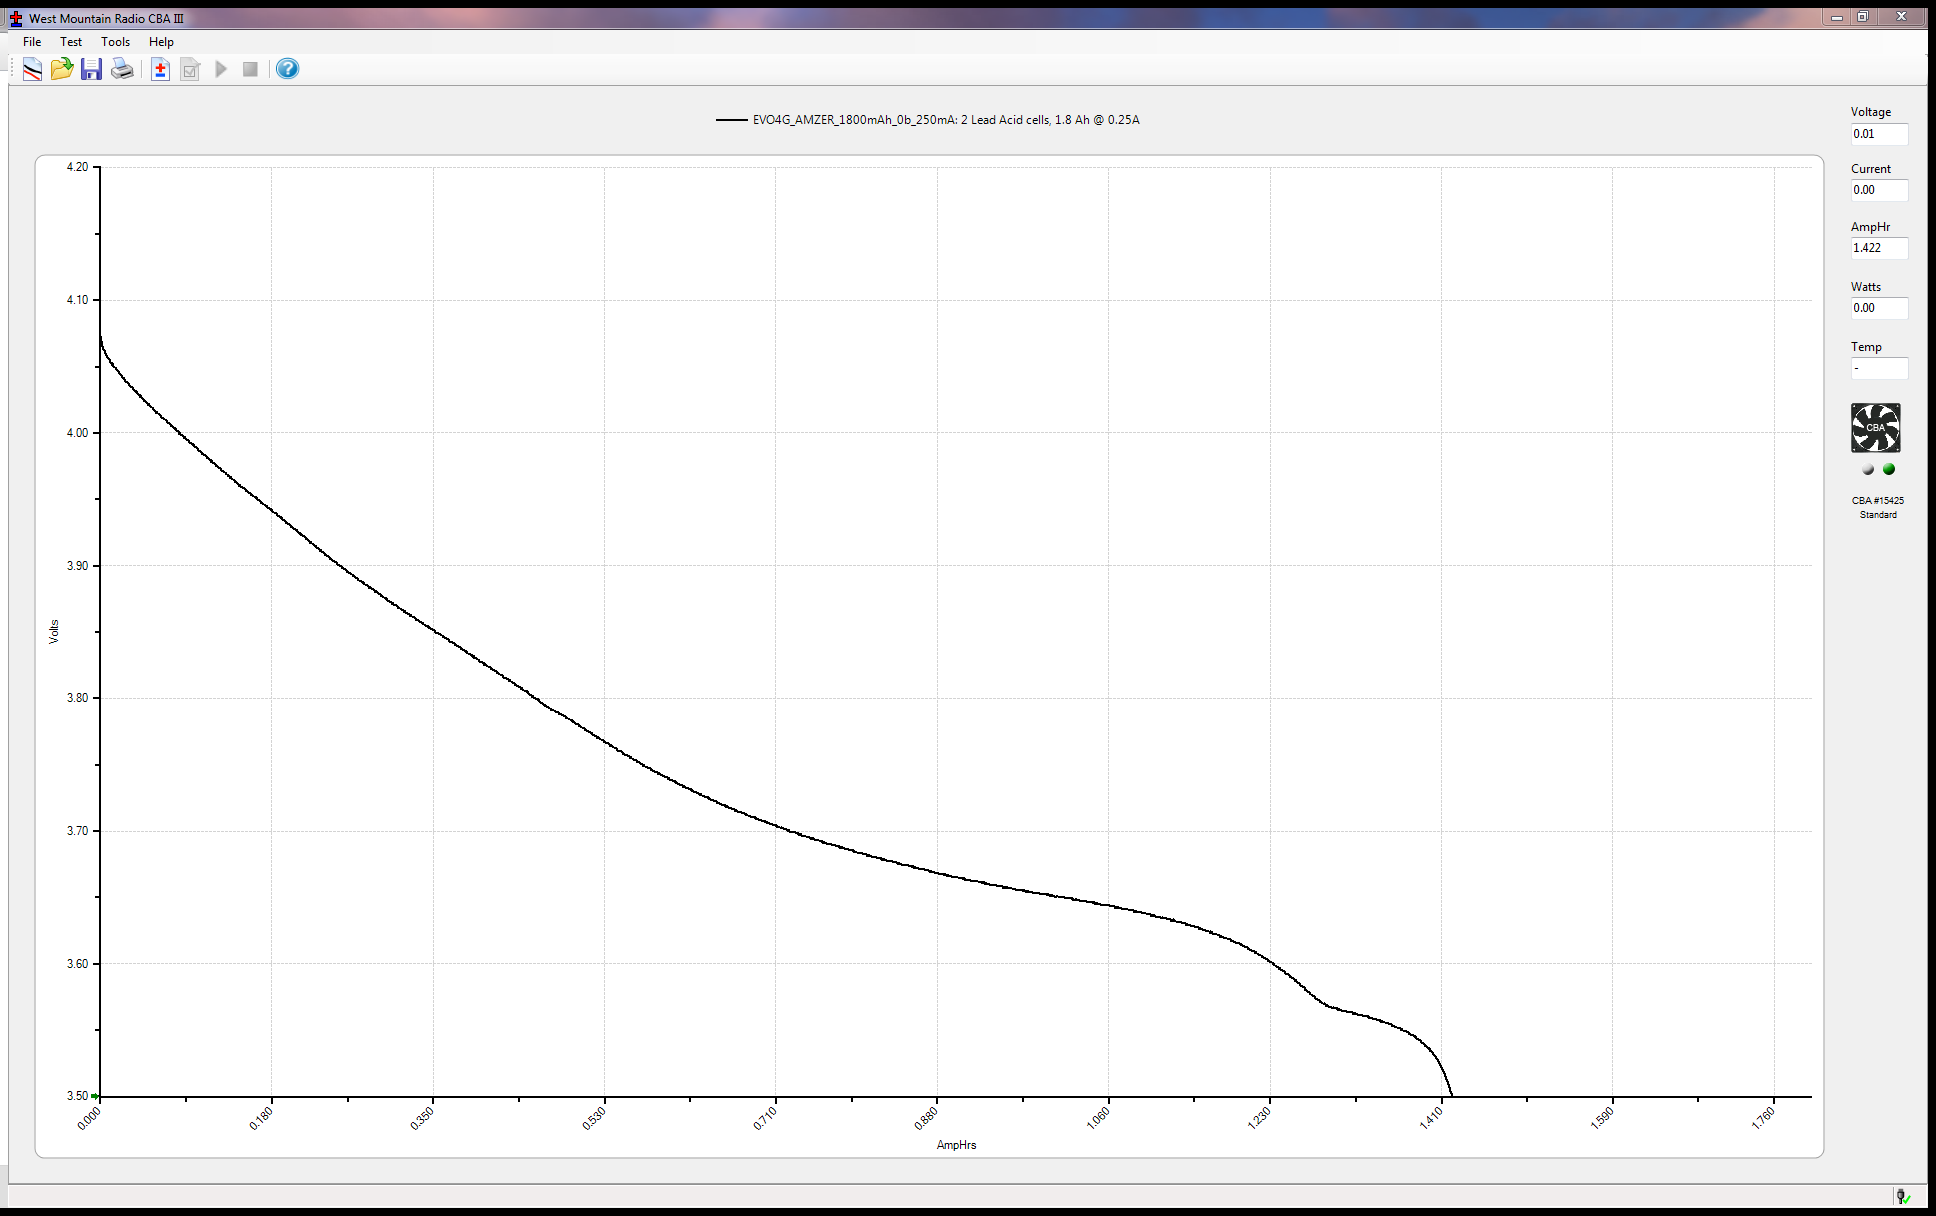 West Mountain Radio CBA III
File Test Tools Help
EVO4G_AMZER_1800mAh_0b_250mA: 2 Lead Acid cells, 1.8 Ah @ 0.25A
Voltage
0.01
Current
0.00
AmpHr
1.422
Watts
0.00
Temp
-
CBA
CBA #15425
Standard
4.20
4.10
4.00
3.90
3.80
3.70
3.60
3.50
Volts
0.000 0.180 0.350 0.530 0.710 0.880 1.060 1.230 1.410 1.590 1.760
AmpHrs